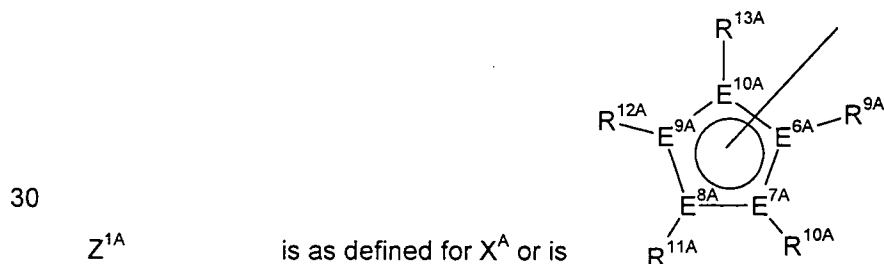 R13A
E10A
R12A E9A E6A R9A
30 E8A E7A
Z1A is as defined for XA or is R11A R10A